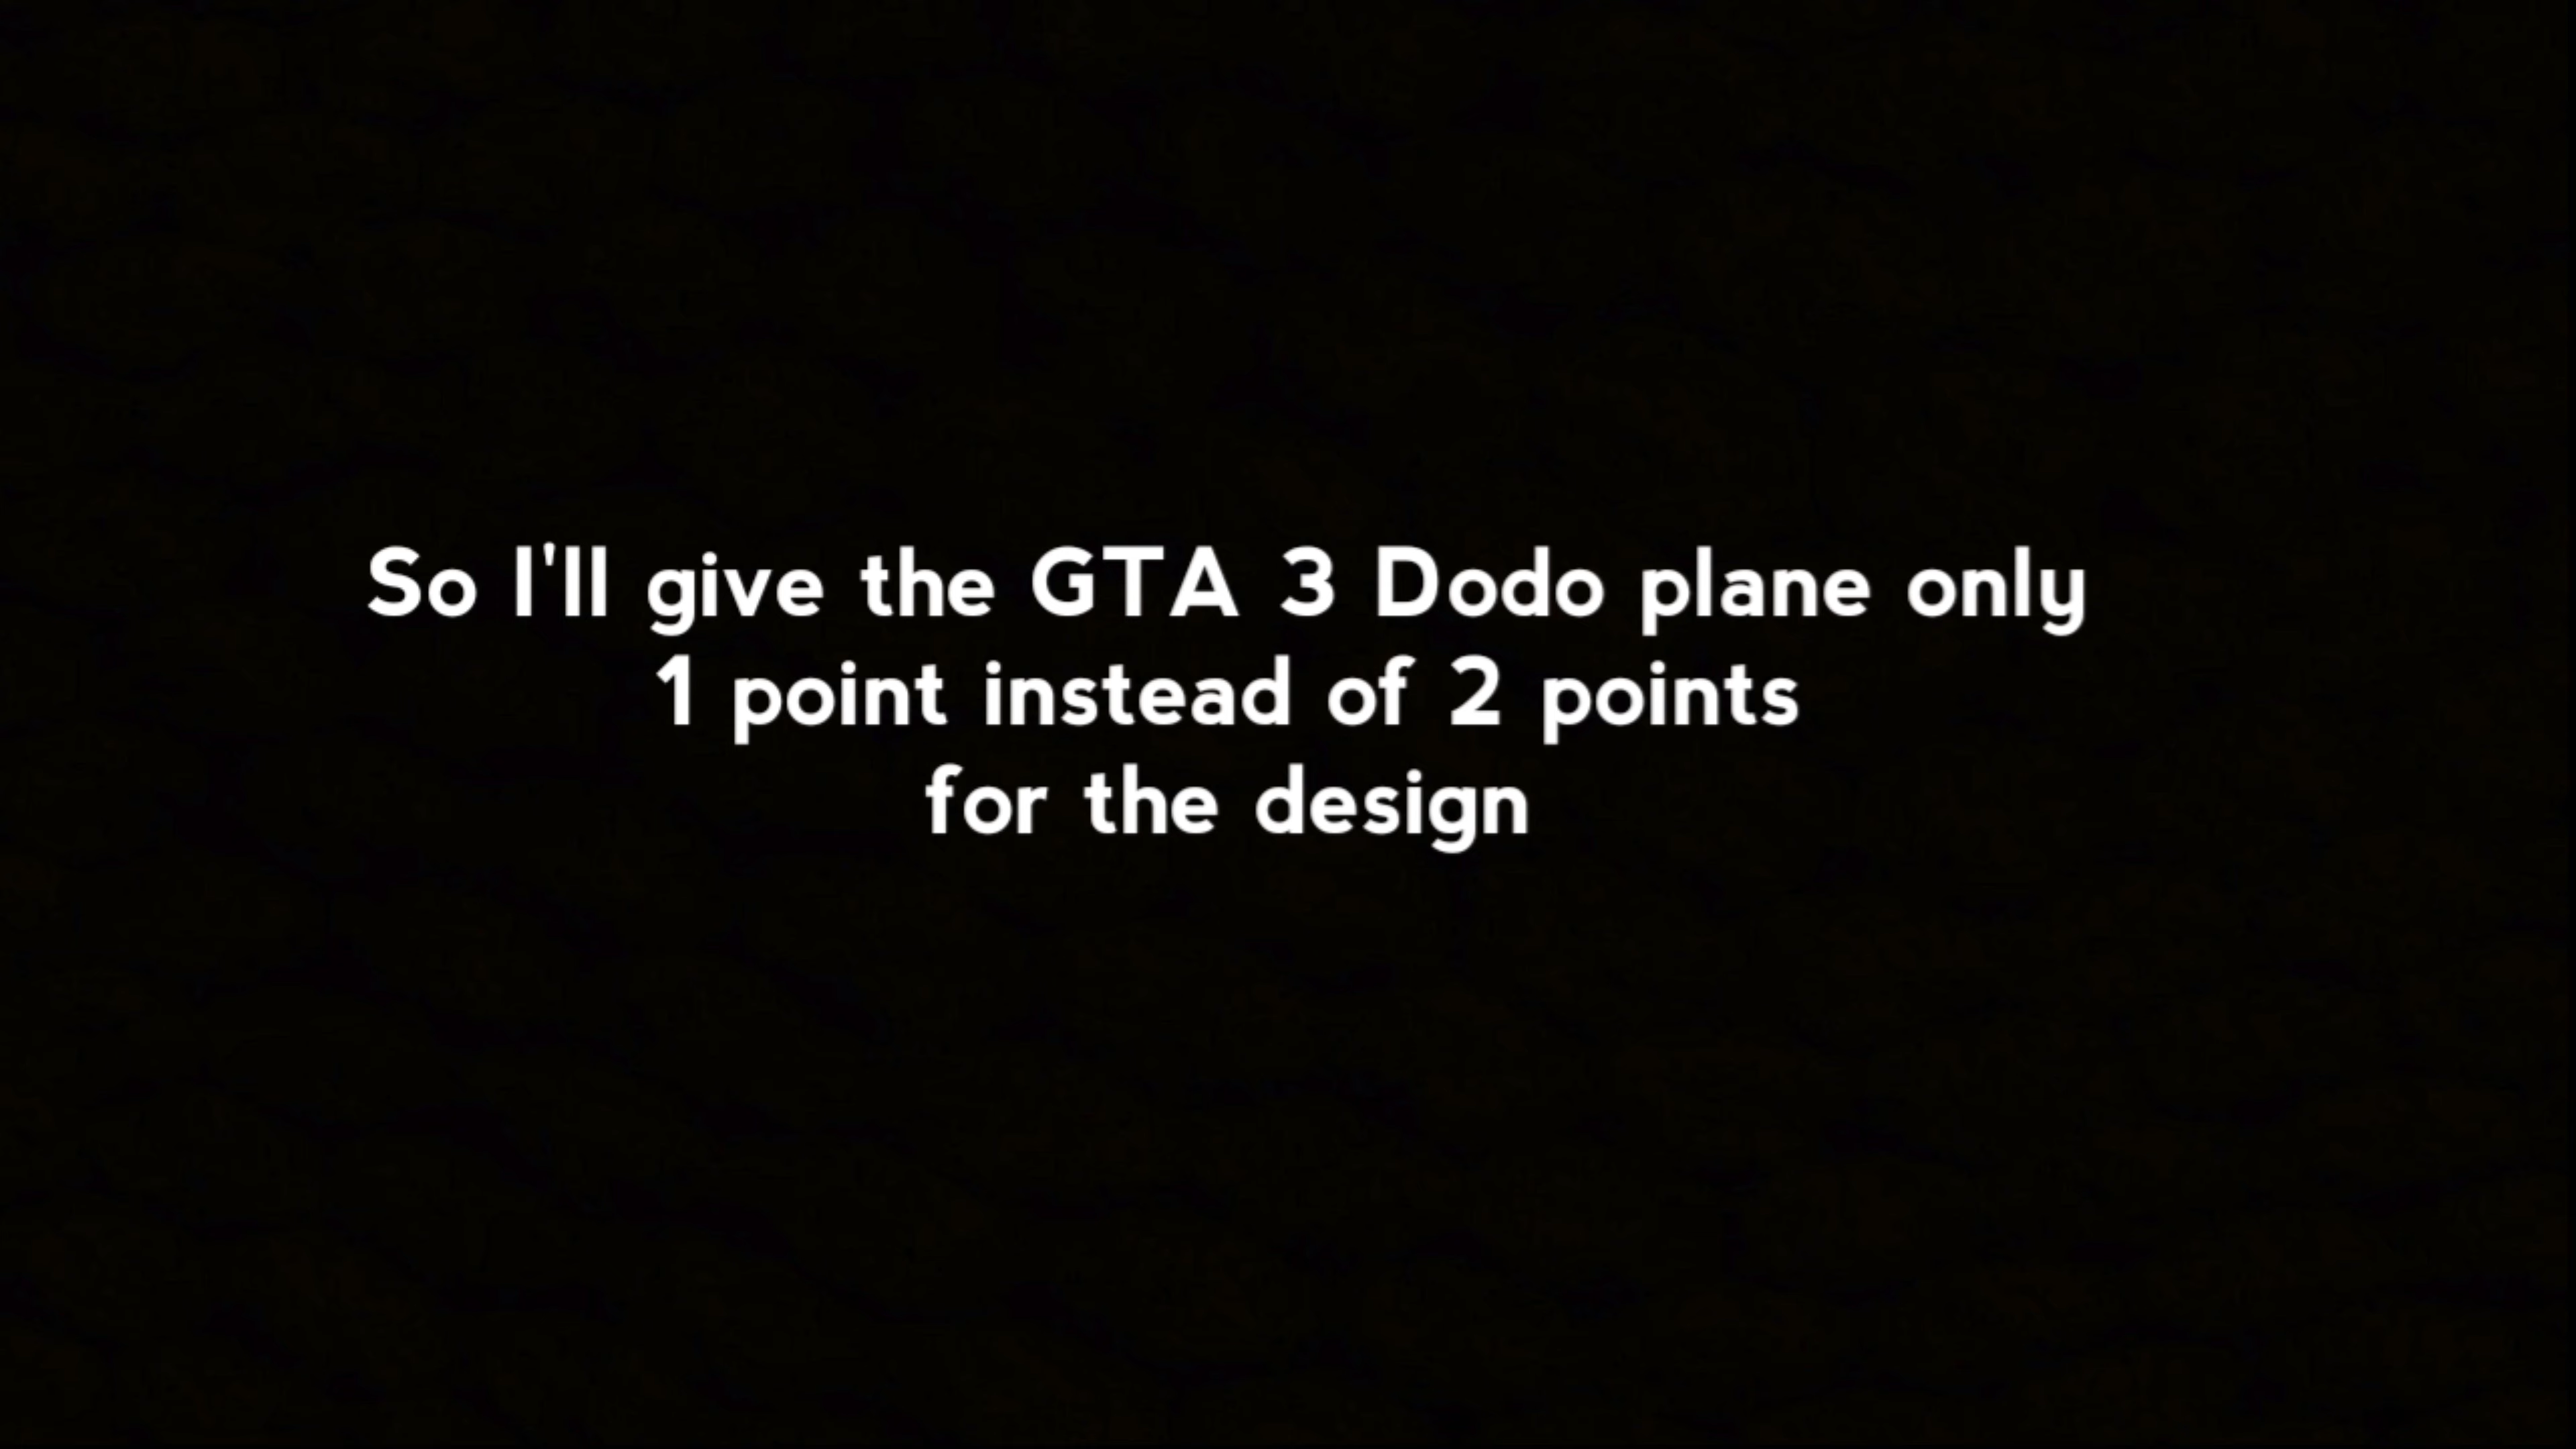 So I'll give the GTA 3 Dodo plane only
1 point instead of 2 points
for the design